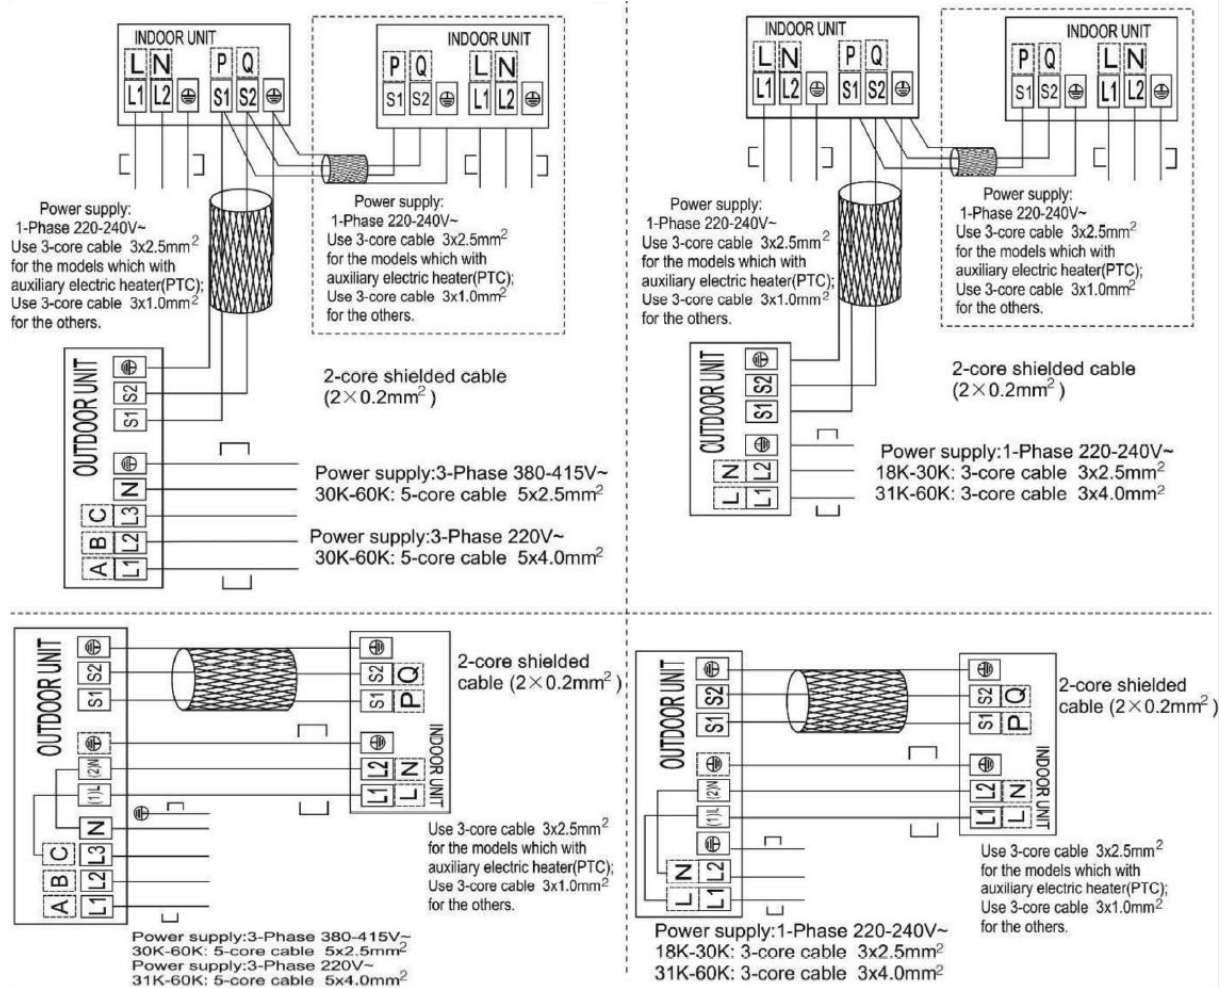 INDOOR UNIT
L N P Q
L1 L2 S1 S2
INDOOR UNIT
P Q L N
S1 S2 L1 L2
Power supply:
1-Phase 220-240V~
Use 3-core cable 3x2.5mm2
for the models which with
auxiliary electric heater(PTC);
Use 3-core cable 3x1.0mm2
for the others.
Power supply:
1-Phase 220-240V~
Use 3-core cable 3x2.5mm2
for the models which with
auxiliary electric heater(PTC);
Use 3-core cable 3x1.0mm2
for the others.
OUTDOOR UNIT
S2
S1
N
C L3
B L2
A L1
2-core shielded cable
(2×0.2mm2)
Power supply:3-Phase 380-415V~
30K-60K: 5-core cable 5x2.5mm2
Power supply:3-Phase 220V~
30K-60K: 5-core cable 5x4.0mm2
INDOOR UNIT
L N P Q
L1 L2 S1 S2
INDOOR UNIT
P Q L N
S1 S2 L1 L2
Power supply:
1-Phase 220-240V~
Use 3-core cable 3x2.5mm2
for the models which with
auxiliary electric heater(PTC);
Use 3-core cable 3x1.0mm2
for the others.
Power supply:
1-Phase 220-240V~
Use 3-core cable 3x2.5mm2
for the models which with
auxiliary electric heater(PTC);
Use 3-core cable 3x1.0mm2
for the others.
OUTDOOR UNIT
S2
S1
N L2
L L1
2-core shielded cable
(2×0.2mm2)
Power supply:1-Phase 220-240V~
18K-30K: 3-core cable 3x2.5mm2
31K-60K: 3-core cable 3x4.0mm2
OUTDOOR UNIT
S2
S1
(2)N
(1)L
N
C L3
B L2
A L1
S2 Q
S1 P
L2 N
L1 L
INDOOR UNIT
2-core shielded
cable (2×0.2mm2)
Use 3-core cable 3x2.5mm2
for the models which with
auxiliary electric heater(PTC);
Use 3-core cable 3x1.0mm2
for the others.
Power supply:3-Phase 380-415V~
30K-60K: 5-core cable 5x2.5mm2
Power supply:3-Phase 220V~
31K-60K: 5-core cable 5x4.0mm2
OUTDOOR UNIT
S2
S1
(2)N
(1)L
N L2
L L1
S2 Q
S1 P
L2 N
L1 L
INDOOR UNIT
2-core shielded
cable (2×0.2mm2)
Use 3-core cable 3x2.5mm2
for the models which with
auxiliary electric heater(PTC);
Use 3-core cable 3x1.0mm2
for the others.
Power supply:1-Phase 220-240V~
18K-30K: 3-core cable 3x2.5mm2
31K-60K: 3-core cable 3x4.0mm2